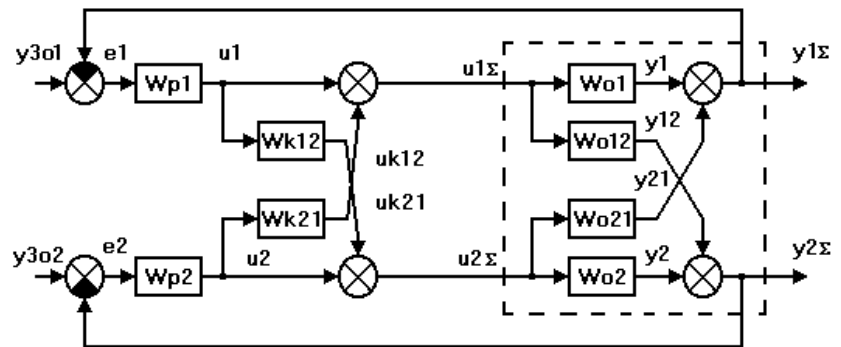 y3o1 e1 Wp1 u1 u1Σ Wo1 y1 y1Σ
Wk12 uk12 Wo12 y12
Wk21 uk21 Wo21 y21
y3o2 e2 Wp2 u2 u2Σ Wo2 y2 y2Σ